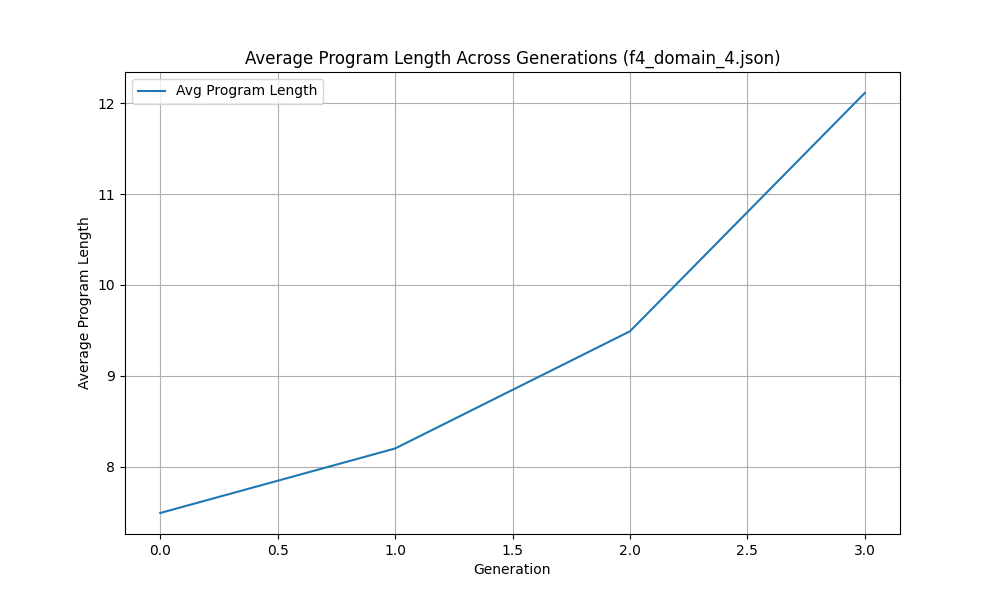 Average Program Length Across Generations (f4_domain_4.json)
Avg Program Length
12
11
10
9
8
Average Program Length
0.0 0.5 1.0 1.5 2.0 2.5 3.0
Generation